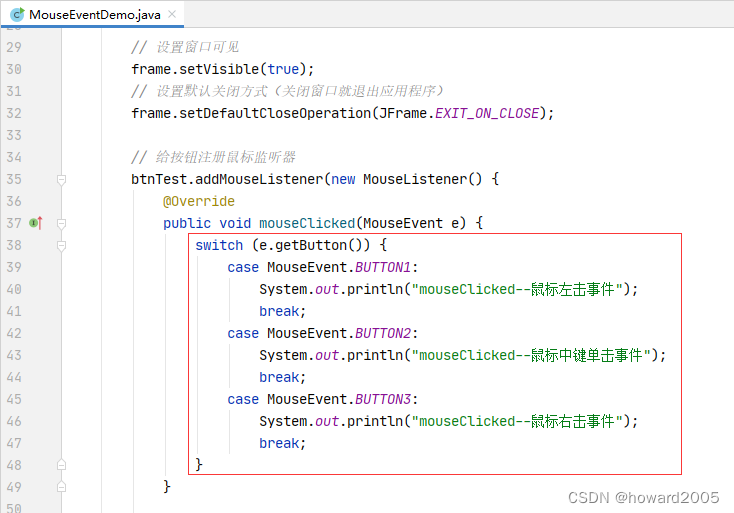 MouseEventDemo.java
29 // 设置窗口可见
30 frame.setVisible(true);
31 // 设置默认关闭方式（关闭窗口就退出应用程序）
32 frame.setDefaultCloseOperation(JFrame.EXIT_ON_CLOSE);
33
34 // 给按钮注册鼠标监听器
35 btnTest.addMouseListener(new MouseListener() {
36 @Override
37 public void mouseClicked(MouseEvent e) {
38 switch (e.getButton()) {
39 case MouseEvent.BUTTON1:
40 System.out.println("mouseClicked--鼠标左击事件");
41 break;
42 case MouseEvent.BUTTON2:
43 System.out.println("mouseClicked--鼠标中键单击事件");
44 break;
45 case MouseEvent.BUTTON3:
46 System.out.println("mouseClicked--鼠标右击事件");
47 break;
48 }
49 }
50
CSDN @howard2005